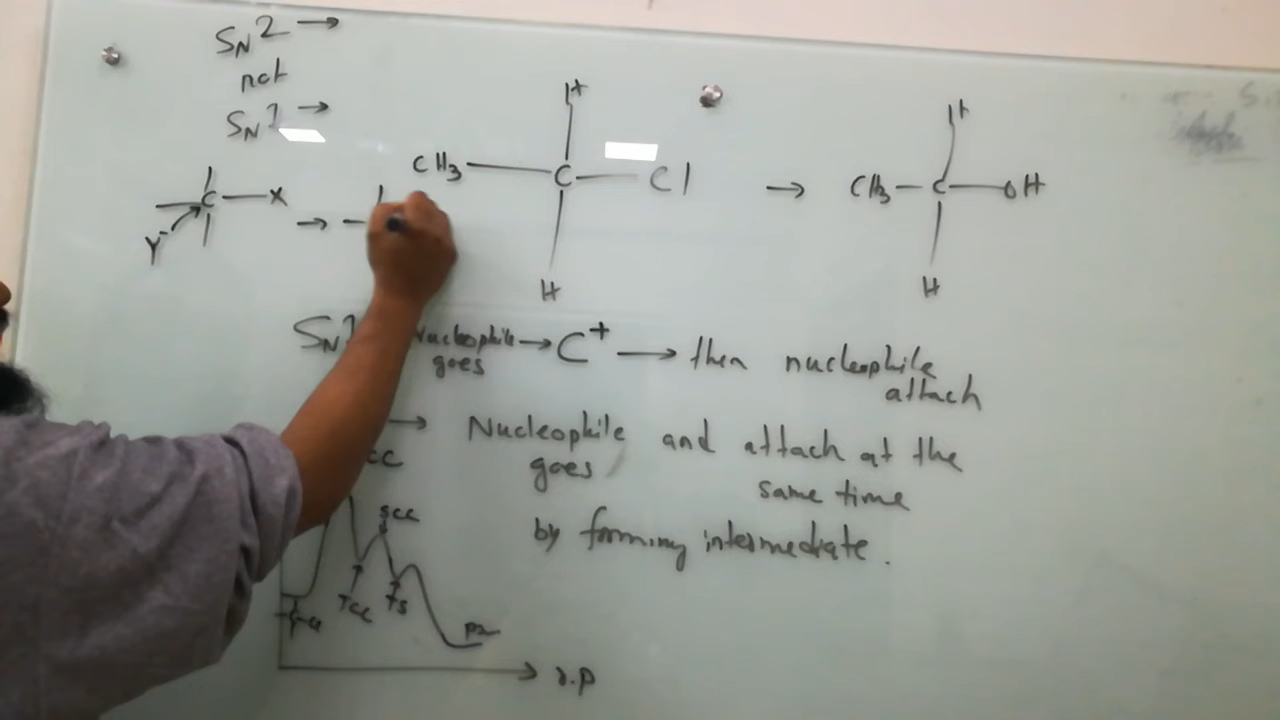 SN2 →
not
SN1 →
C — X
Y-
→
H
CH3 — C — Cl
H
→
H
CH3 — C — OH
H
SN1 Nucleophile → C+ → then nucleophile
goes attach
→ Nucleophile and attach at the
goes same time
by forming intermediate.
CC
SCC
TCC
TS
r.p